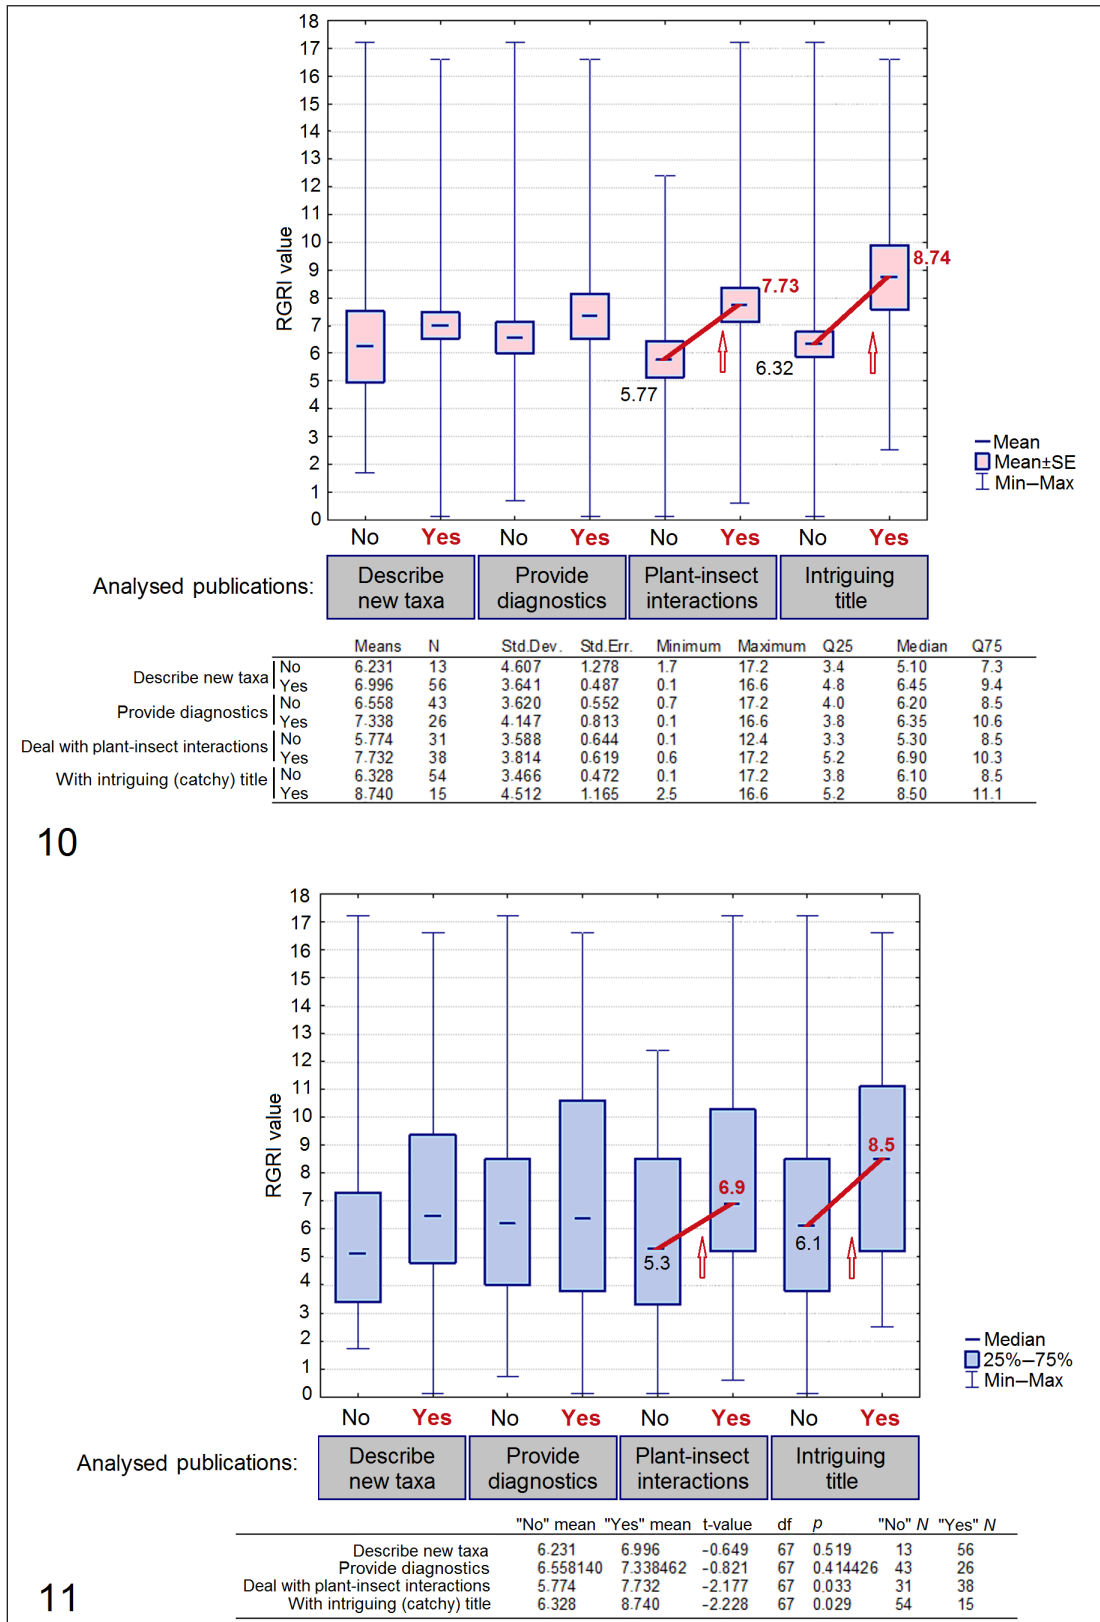 18
17
16
15
14
13
12
11
10
9
8
7
6
5
4
3
2
1
0
RGRI value
8.74
7.73
6.32
5.77
Mean
Mean±SE
Min–Max
No Yes No Yes No Yes No Yes
Analysed publications:
Describe new taxa
Provide diagnostics
Plant-insect interactions
Intriguing title
Means N Std.Dev. Std.Err. Minimum Maximum Q25 Median Q75
Describe new taxa No 6.231 13 4.607 1.278 1.7 17.2 3.4 5.10 7.3
Yes 6.996 56 3.641 0.487 0.1 16.6 4.8 6.45 9.4
Provide diagnostics No 6.558 43 3.620 0.552 0.7 17.2 4.0 6.20 8.5
Yes 7.338 26 4.147 0.813 0.1 16.6 3.8 6.35 10.6
Deal with plant-insect interactions No 5.774 31 3.588 0.644 0.1 12.4 3.3 5.30 8.5
Yes 7.732 38 3.814 0.619 0.6 17.2 5.2 6.90 10.3
With intriguing (catchy) title No 6.328 54 3.466 0.472 0.1 17.2 3.8 6.10 8.5
Yes 8.740 15 4.512 1.165 2.5 16.6 5.2 8.50 11.1
10
18
17
16
15
14
13
12
11
10
9
8
7
6
5
4
3
2
1
0
RGRI value
8.5
6.9
6.1
5.3
Median
25%–75%
Min–Max
No Yes No Yes No Yes No Yes
Analysed publications:
Describe new taxa
Provide diagnostics
Plant-insect interactions
Intriguing title
"No" mean "Yes" mean t-value df p "No" N "Yes" N
Describe new taxa 6.231 6.996 –0.649 67 0.519 13 56
Provide diagnostics 6.558140 7.338462 –0.821 67 0.414426 43 26
Deal with plant-insect interactions 5.774 7.732 –2.177 67 0.033 31 38
With intriguing (catchy) title 6.328 8.740 –2.228 67 0.029 54 15
11